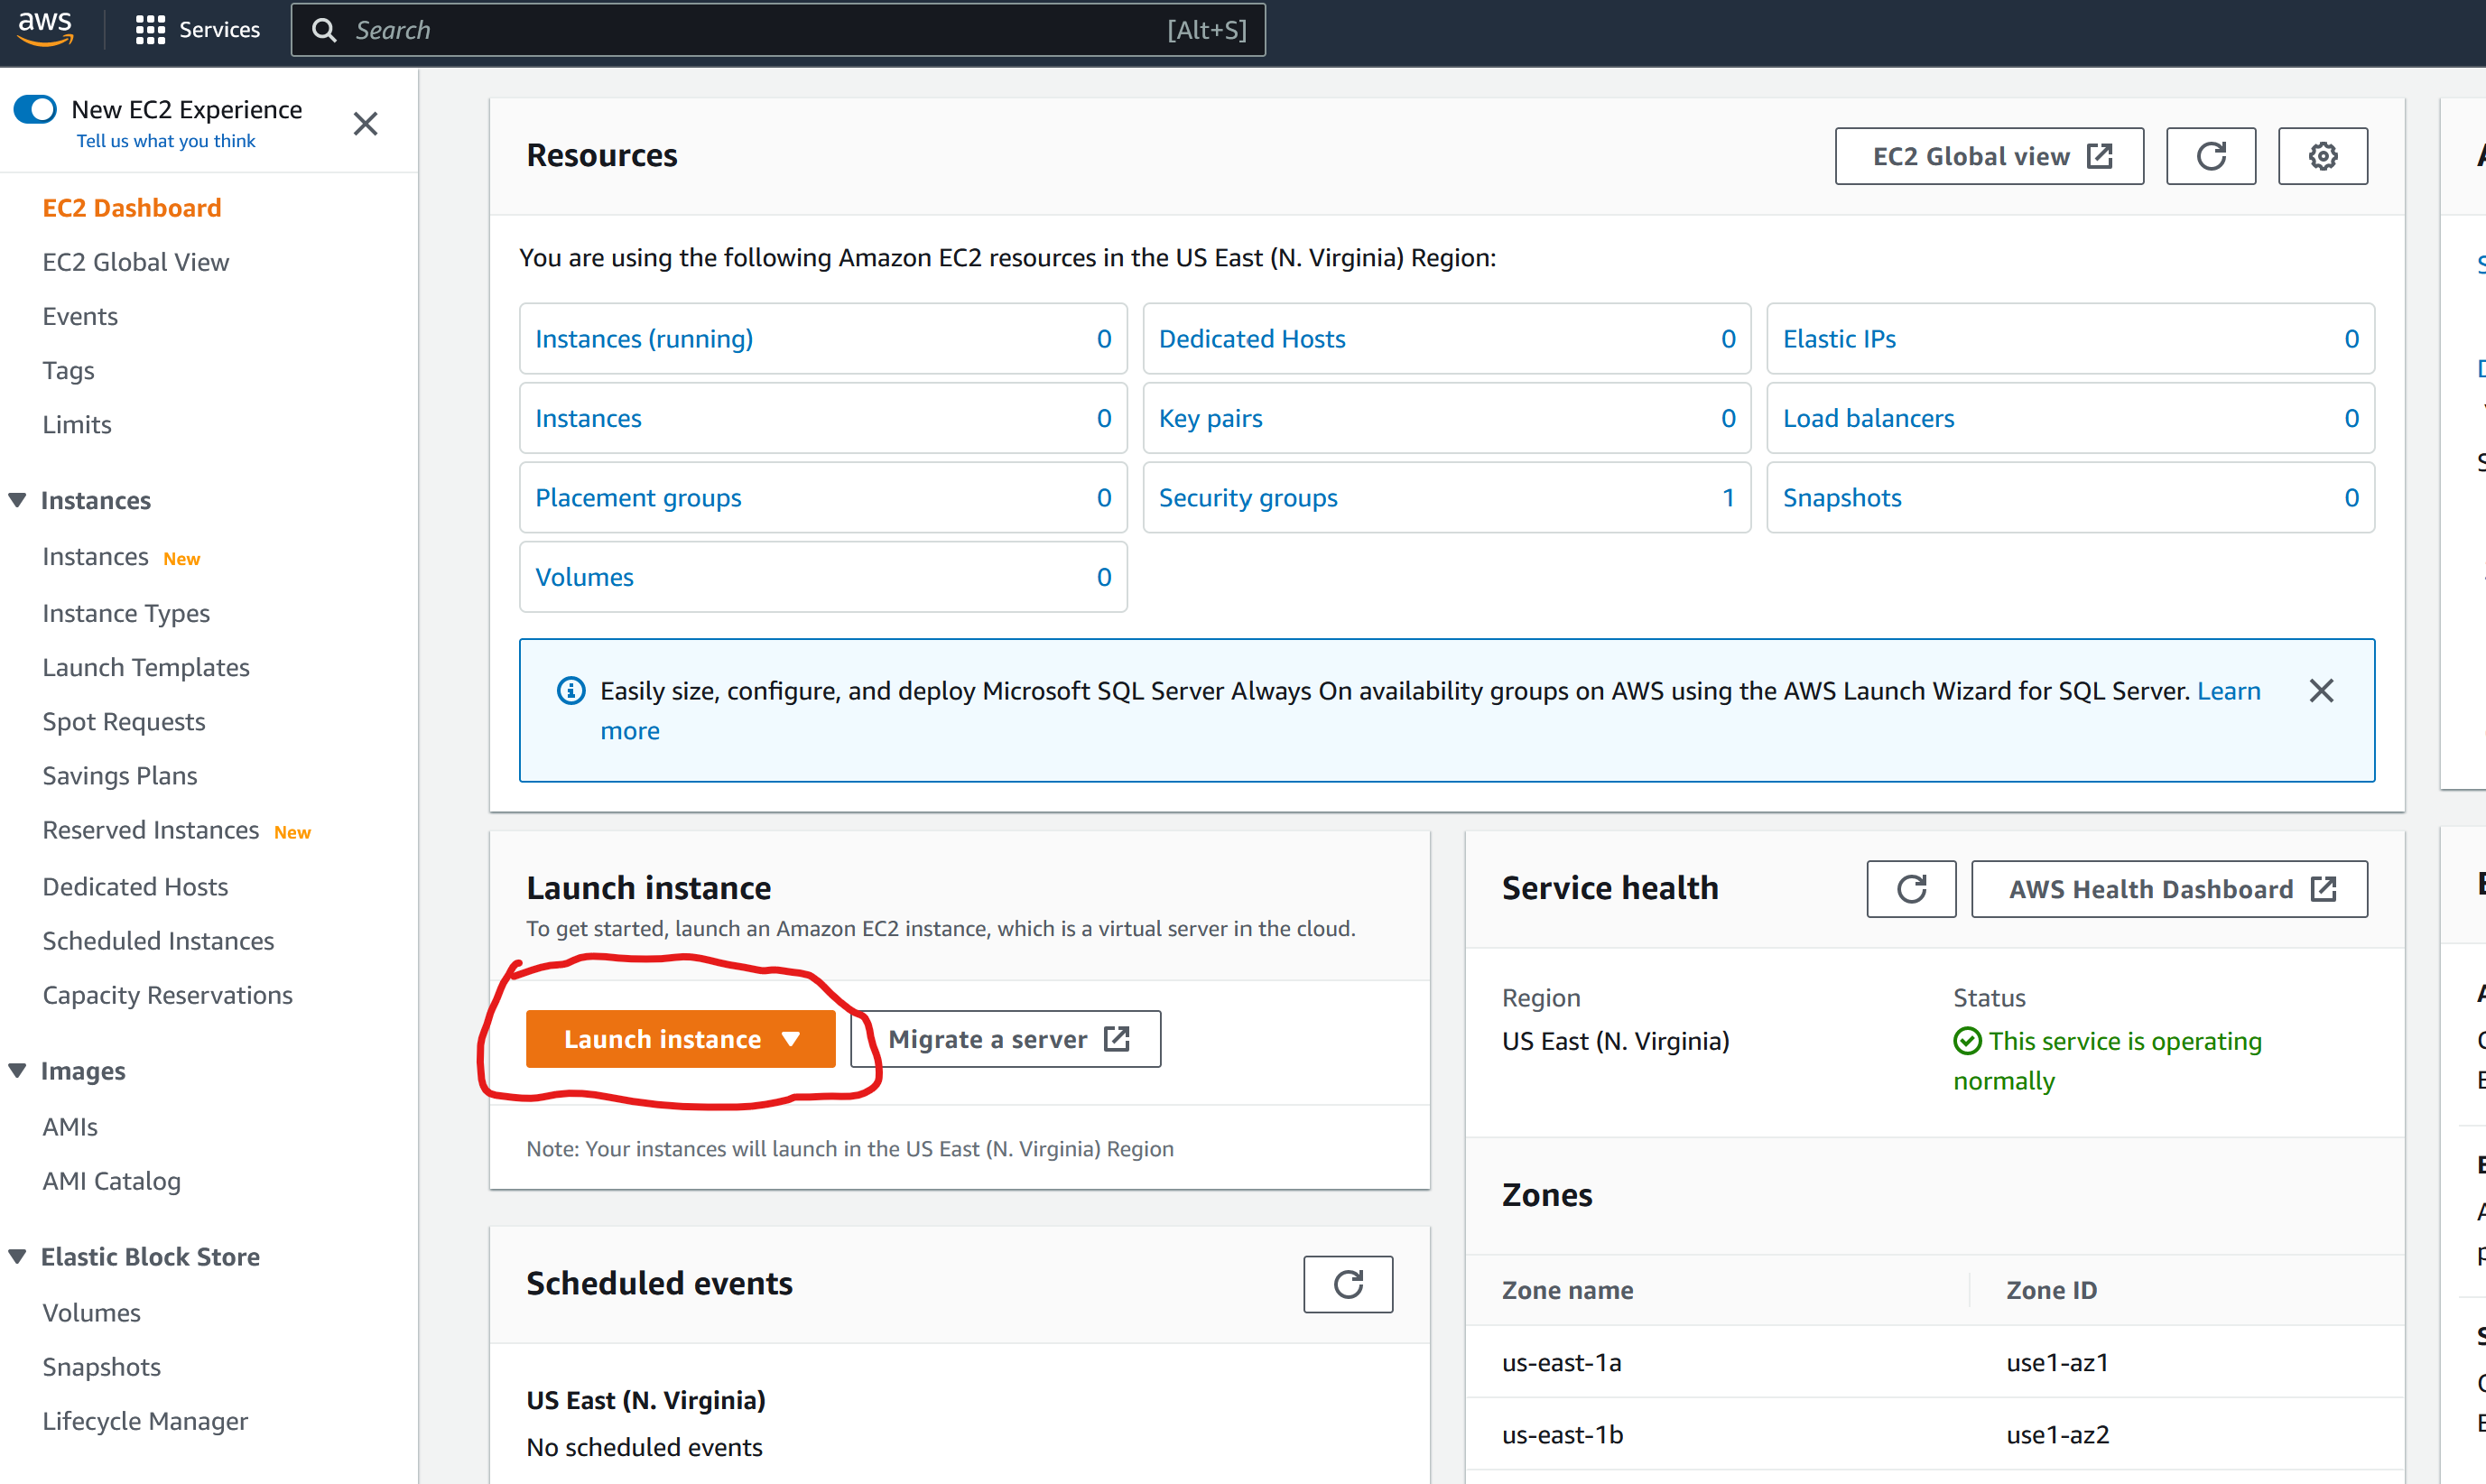 aws
Services
Search [Alt+S]
New EC2 Experience
Tell us what you think
EC2 Dashboard
EC2 Global View
Events
Tags
Limits
Instances
Instances New
Instance Types
Launch Templates
Spot Requests
Savings Plans
Reserved Instances New
Dedicated Hosts
Scheduled Instances
Capacity Reservations
Images
AMIs
AMI Catalog
Elastic Block Store
Volumes
Snapshots
Lifecycle Manager
Resources
EC2 Global view
You are using the following Amazon EC2 resources in the US East (N. Virginia) Region:
Instances (running) 0
Dedicated Hosts 0
Elastic IPs 0
Instances 0
Key pairs 0
Load balancers 0
Placement groups 0
Security groups 1
Snapshots 0
Volumes 0
Easily size, configure, and deploy Microsoft SQL Server Always On availability groups on AWS using the AWS Launch Wizard for SQL Server. Learn
more
Launch instance
To get started, launch an Amazon EC2 instance, which is a virtual server in the cloud.
Launch instance
Migrate a server
Note: Your instances will launch in the US East (N. Virginia) Region
Scheduled events
US East (N. Virginia)
No scheduled events
Service health
AWS Health Dashboard
Region
US East (N. Virginia)
Status
This service is operating
normally
Zones
Zone name Zone ID
us-east-1a use1-az1
us-east-1b use1-az2